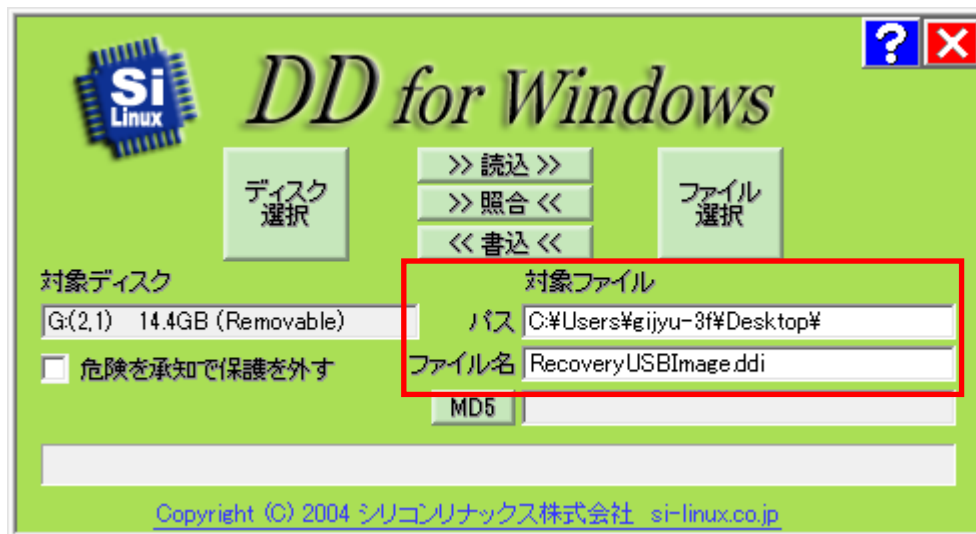 Si
Linux
DD for Windows
?
ディスク
選択
>> 読込 >>
>> 照合 <<
<< 書込 <<
ファイル
選択
対象ディスク
対象ファイル
G:(2,1) 14.4GB (Removable)
パス C:¥Users¥gijyu-3f¥Desktop¥
危険を承知で保護を外す
ファイル名 RecoveryUSBImage.ddi
MD5
Copyright (C) 2004 シリコンリナックス株式会社 si-linux.co.jp